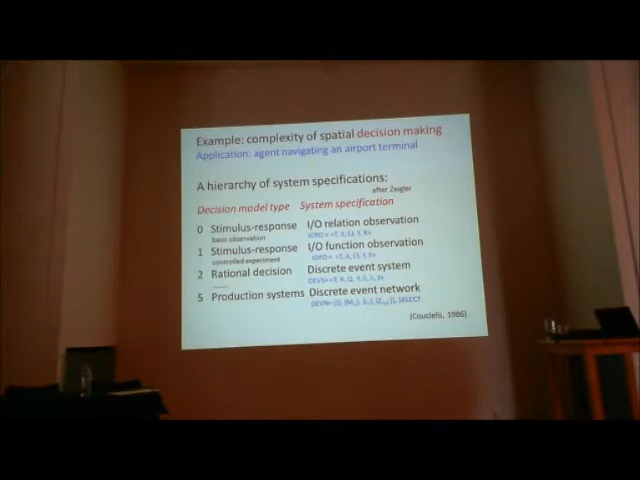 Example: complexity of spatial decision making
Application: agent navigating an airport terminal
A hierarchy of system specifications:
after Zeigler
Decision model type System specification
0 Stimulus-response I/O relation observation
basic observation
1 Stimulus-response I/O function observation
controlled experiment
2 Rational decision Discrete event system
......
5 Production systems Discrete event network
SELECT
(Couclelis, 1986)